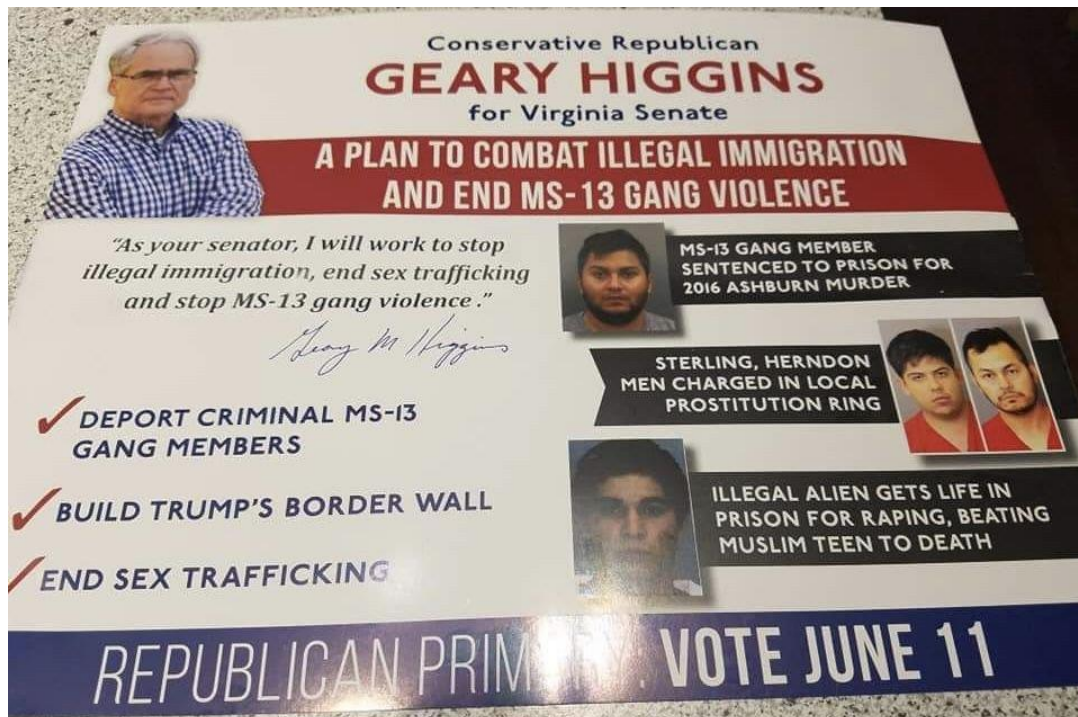 Conservative Republican
GEARY HIGGINS
for Virginia Senate
A PLAN TO COMBAT ILLEGAL IMMIGRATION
AND END MS-13 GANG VIOLENCE
"As your senator, I will work to stop
illegal immigration, end sex trafficking
and stop MS-13 gang violence ."
Geary M Higgins
✓ DEPORT CRIMINAL MS-13
GANG MEMBERS
✓ BUILD TRUMP'S BORDER WALL
✓ END SEX TRAFFICKING
MS-13 GANG MEMBER
SENTENCED TO PRISON FOR
2016 ASHBURN MURDER
STERLING, HERNDON
MEN CHARGED IN LOCAL
PROSTITUTION RING
ILLEGAL ALIEN GETS LIFE IN
PRISON FOR RAPING, BEATING
MUSLIM TEEN TO DEATH
REPUBLICAN PRIMARY. VOTE JUNE 11